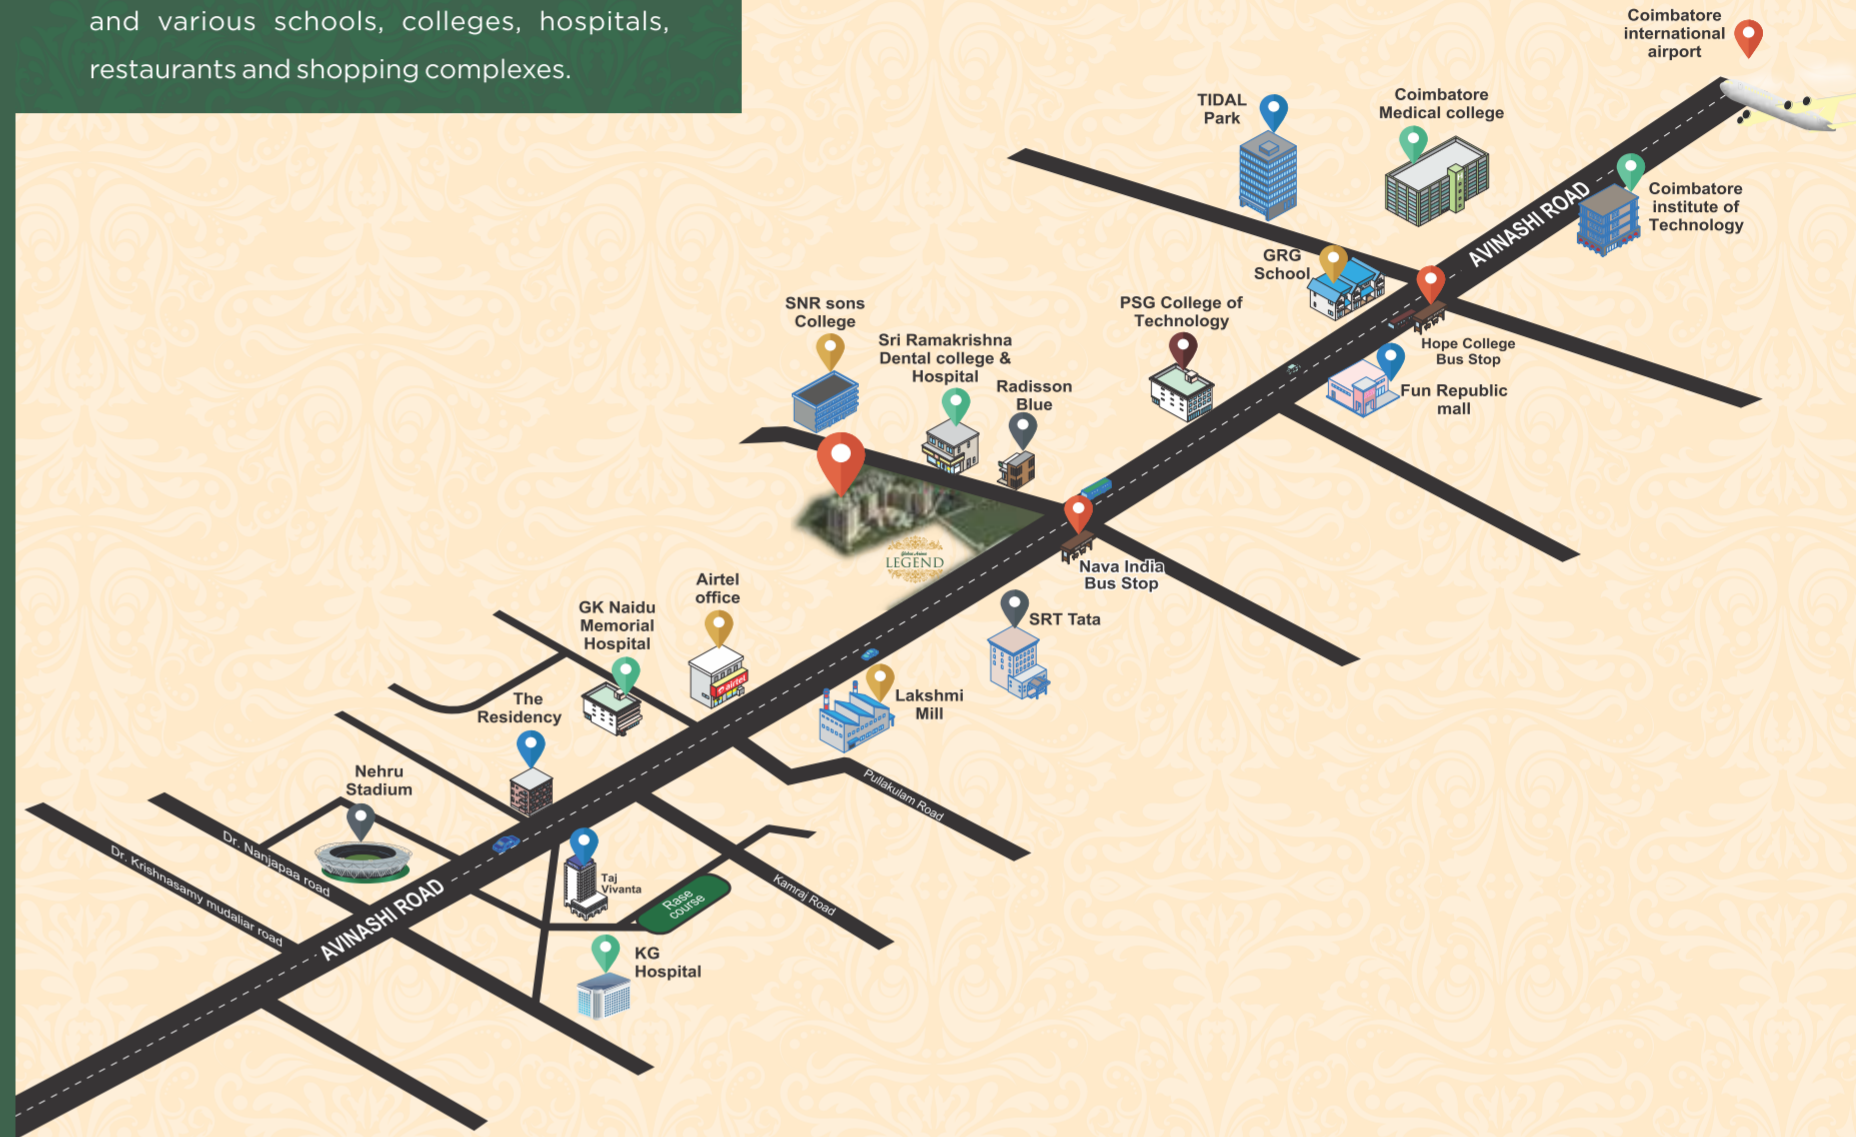 and various schools, colleges, hospitals,
restaurants and shopping complexes.
Coimbatore
international
airport
TIDAL
Park
Coimbatore
Medical college
AVINASHI ROAD
Coimbatore
institute of
Technology
GRG
School
SNR sons
College
PSG College of
Technology
Sri Ramakrishna
Dental college &
Hospital
Hope College
Bus Stop
Radisson
Blue
Fun Republic
mall
LEGEND
Nava India
Bus Stop
Airtel
office
GK Naidu
Memorial
Hospital
SRT Tata
airtel
The
Residency
Lakshmi
Mill
Nehru
Stadium
Pullakulam Road
Dr. Nanjapaa road
Dr. Krishnasamy mudaliar road
Taj
Vivanta
Rase
course
Kamraj Road
AVINASHI ROAD
KG
Hospital